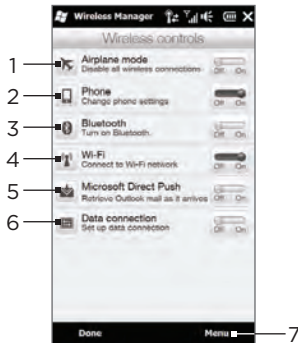 Wireless Manager
Wireless controls
1 Airplane mode
Disable all wireless connections
Off On
2 Phone
Change phone settings
Off On
3 Bluetooth
Turn on Bluetooth.
Off On
4 Wi-Fi
Connect to Wi-Fi network
Off On
5 Microsoft Direct Push
Retrieve Outlook mail as it arrives
Off On
6 Data connection
Set up data connection
Off On
Done Menu 7